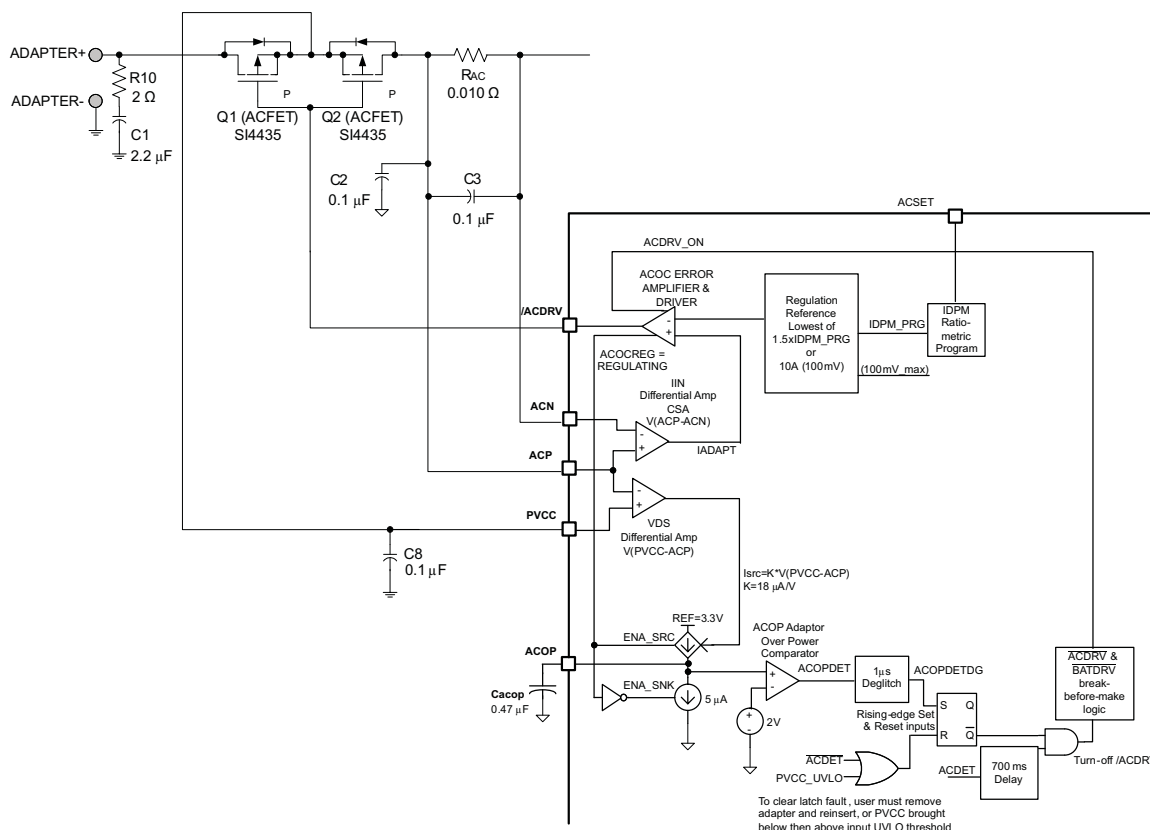 ADAPTER+
ADAPTER-
R10
2 Ω
C1
2.2 µF
P
P
Q1 (ACFET)
SI4435
Q2 (ACFET)
SI4435
RAC
0.010 Ω
C2
0.1 µF
C3
0.1 µF
ACSET
ACDRV_ON
ACOC ERROR
AMPLIFIER &
DRIVER
-
+
/ACDRV
ACOCREG =
REGULATING
Regulation
Reference
Lowest of
1.5xIDPM_PRG
or
10A (100mV)
IDPM_PRG
(100mV_max)
IDPM
Ratio-
metric
Program
IIN
Differential Amp
CSA
V(ACP-ACN)
ACN
-
+
IADAPT
ACP
-
+
PVCC
VDS
Differential Amp
V(PVCC-ACP)
C8
0.1 µF
Isrc=K*V(PVCC-ACP)
K=18 µA/V
REF=3.3V
ENA_SRC
ACOP
Cacop
0.47 µF
ENA_SNK
5 µA
ACOP Adaptor
Over Power
Comparator
+
-
+
-
2V
ACOPDET
1µs
Deglitch
ACOPDETDG
Rising-edge Set
& Reset inputs
S Q
R Q
ACDET
PVCC_UVLO
ACDET
700 ms
Delay
ACDRV &
BATDRV
break-
before-make
logic
Turn-off /ACDR
To clear latch fault, user must remove
adapter and reinsert, or PVCC brought
below then above input UVLO threshold